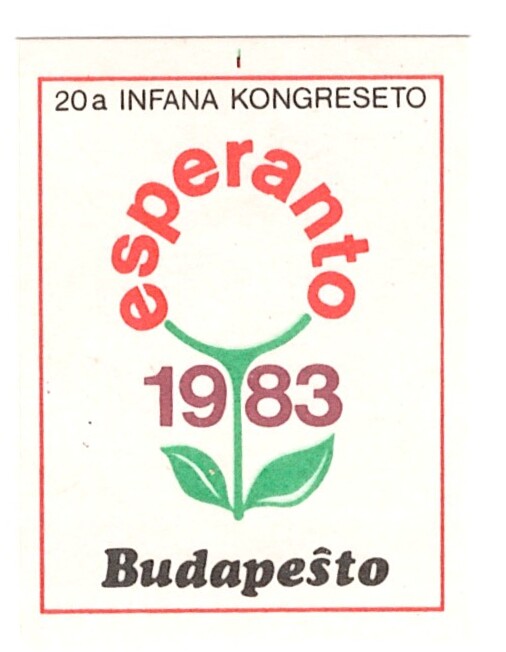 20a INFANA KONGRESETO
esperanto
1983
Budapeŝto